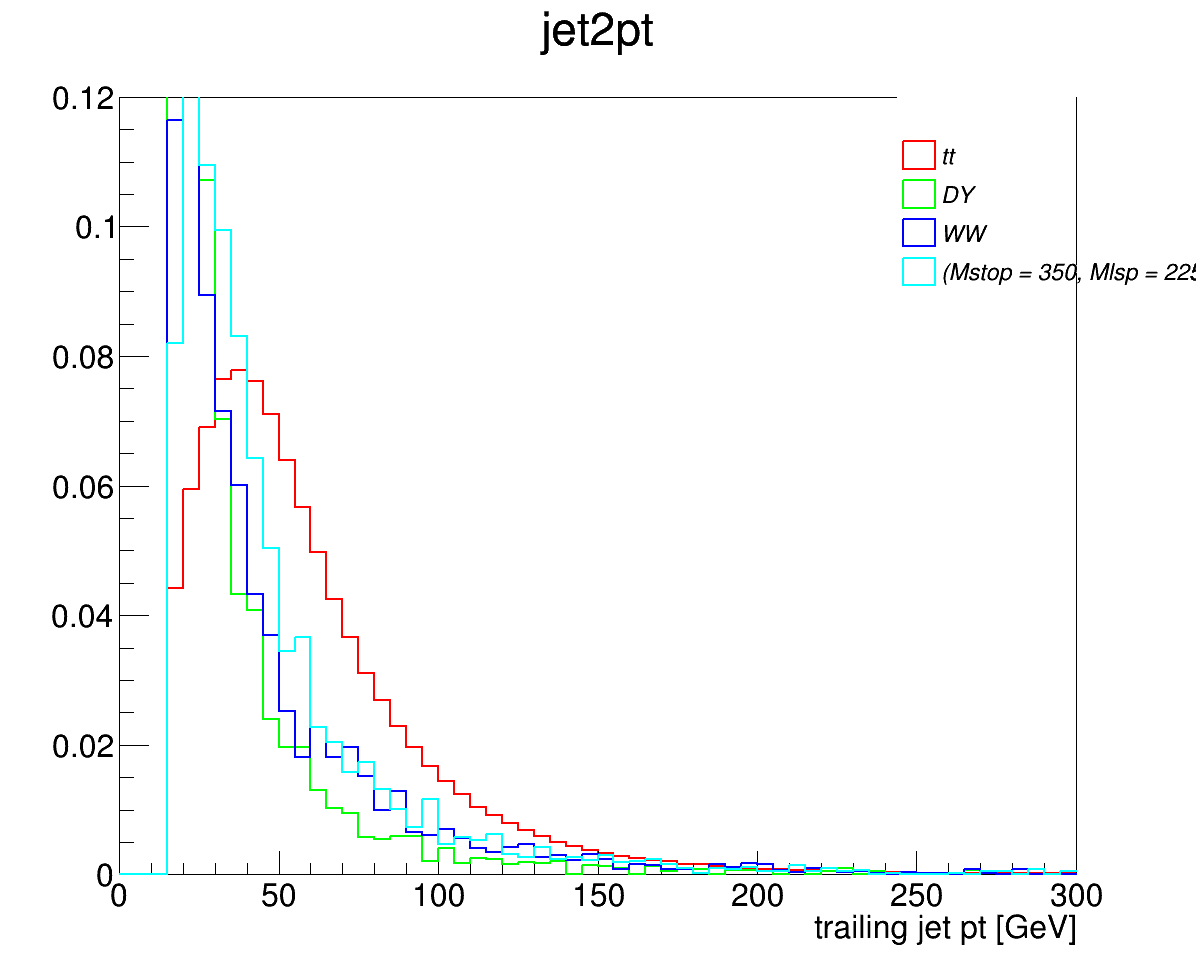 jet2pt
0.12
0.1
0.08
0.06
0.04
0.02
0
tt
DY
WW
(Mstop = 350, Mlsp = 225
0 50 100 150 200 250 300
trailing jet pt [GeV]